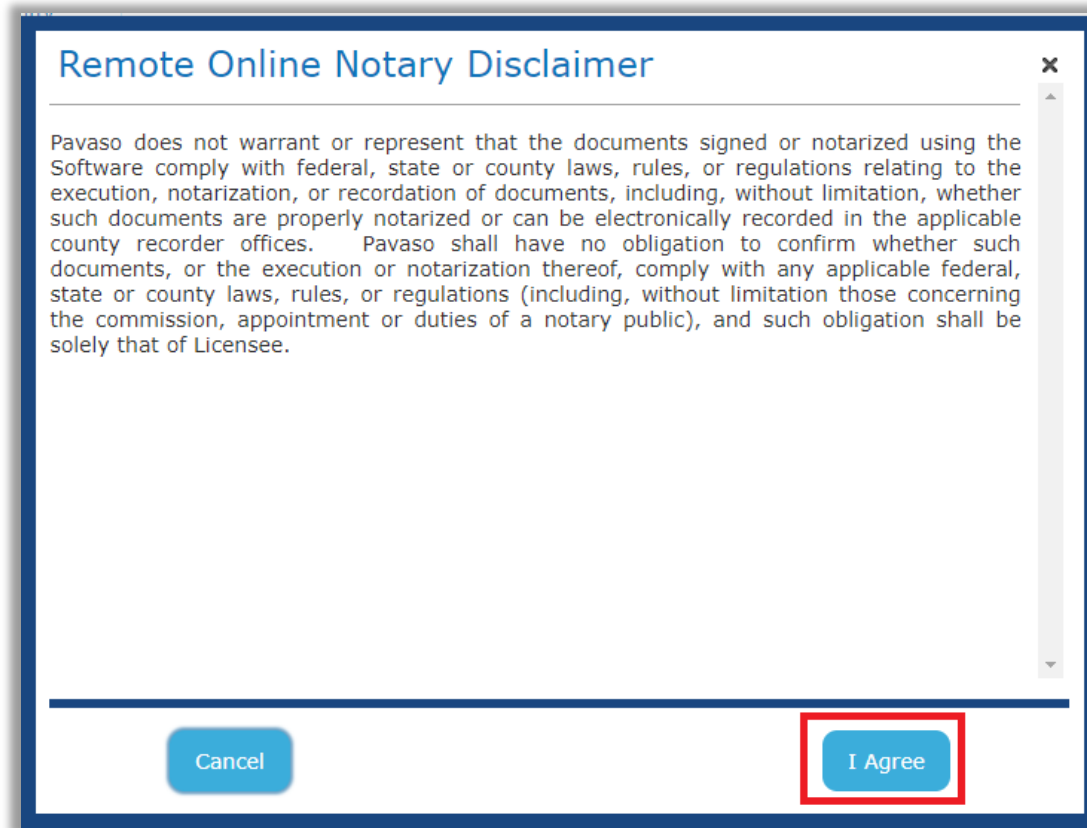 Remote Online Notary Disclaimer
Pavaso does not warrant or represent that the documents signed or notarized using the
Software comply with federal, state or county laws, rules, or regulations relating to the
execution, notarization, or recordation of documents, including, without limitation, whether
such documents are properly notarized or can be electronically recorded in the applicable
county recorder offices. Pavaso shall have no obligation to confirm whether such
documents, or the execution or notarization thereof, comply with any applicable federal,
state or county laws, rules, or regulations (including, without limitation those concerning
the commission, appointment or duties of a notary public), and such obligation shall be
solely that of Licensee.
Cancel
I Agree